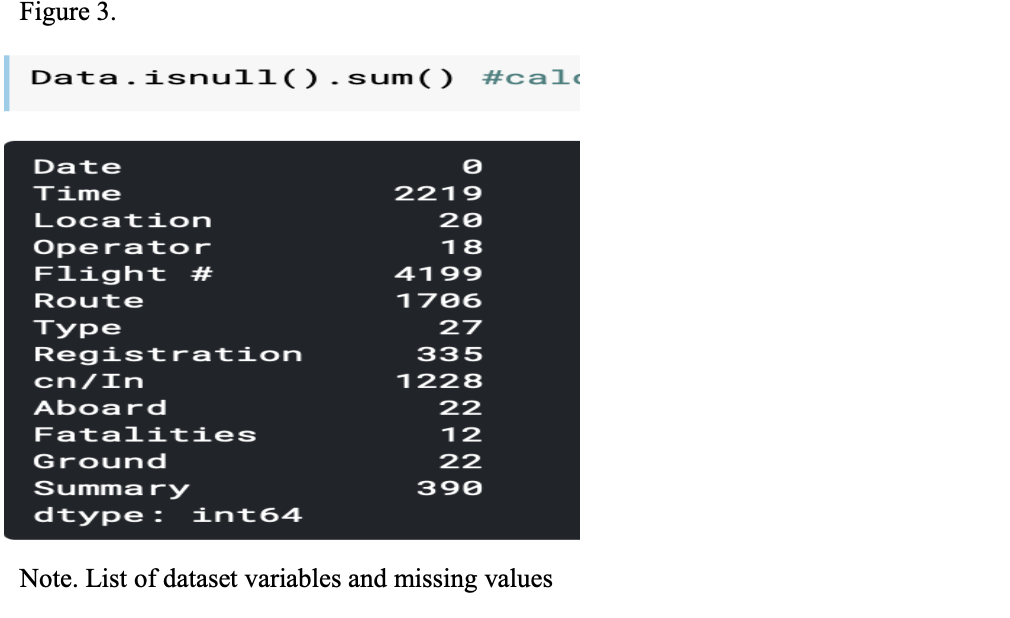 Figure 3.
Data.isnull().sum() #calc
Date 0
Time 2219
Location 20
Operator 18
Flight # 4199
Route 1706
Type 27
Registration 335
cn/In 1228
Aboard 22
Fatalities 12
Ground 22
Summary 390
dtype: int64
Note. List of dataset variables and missing values